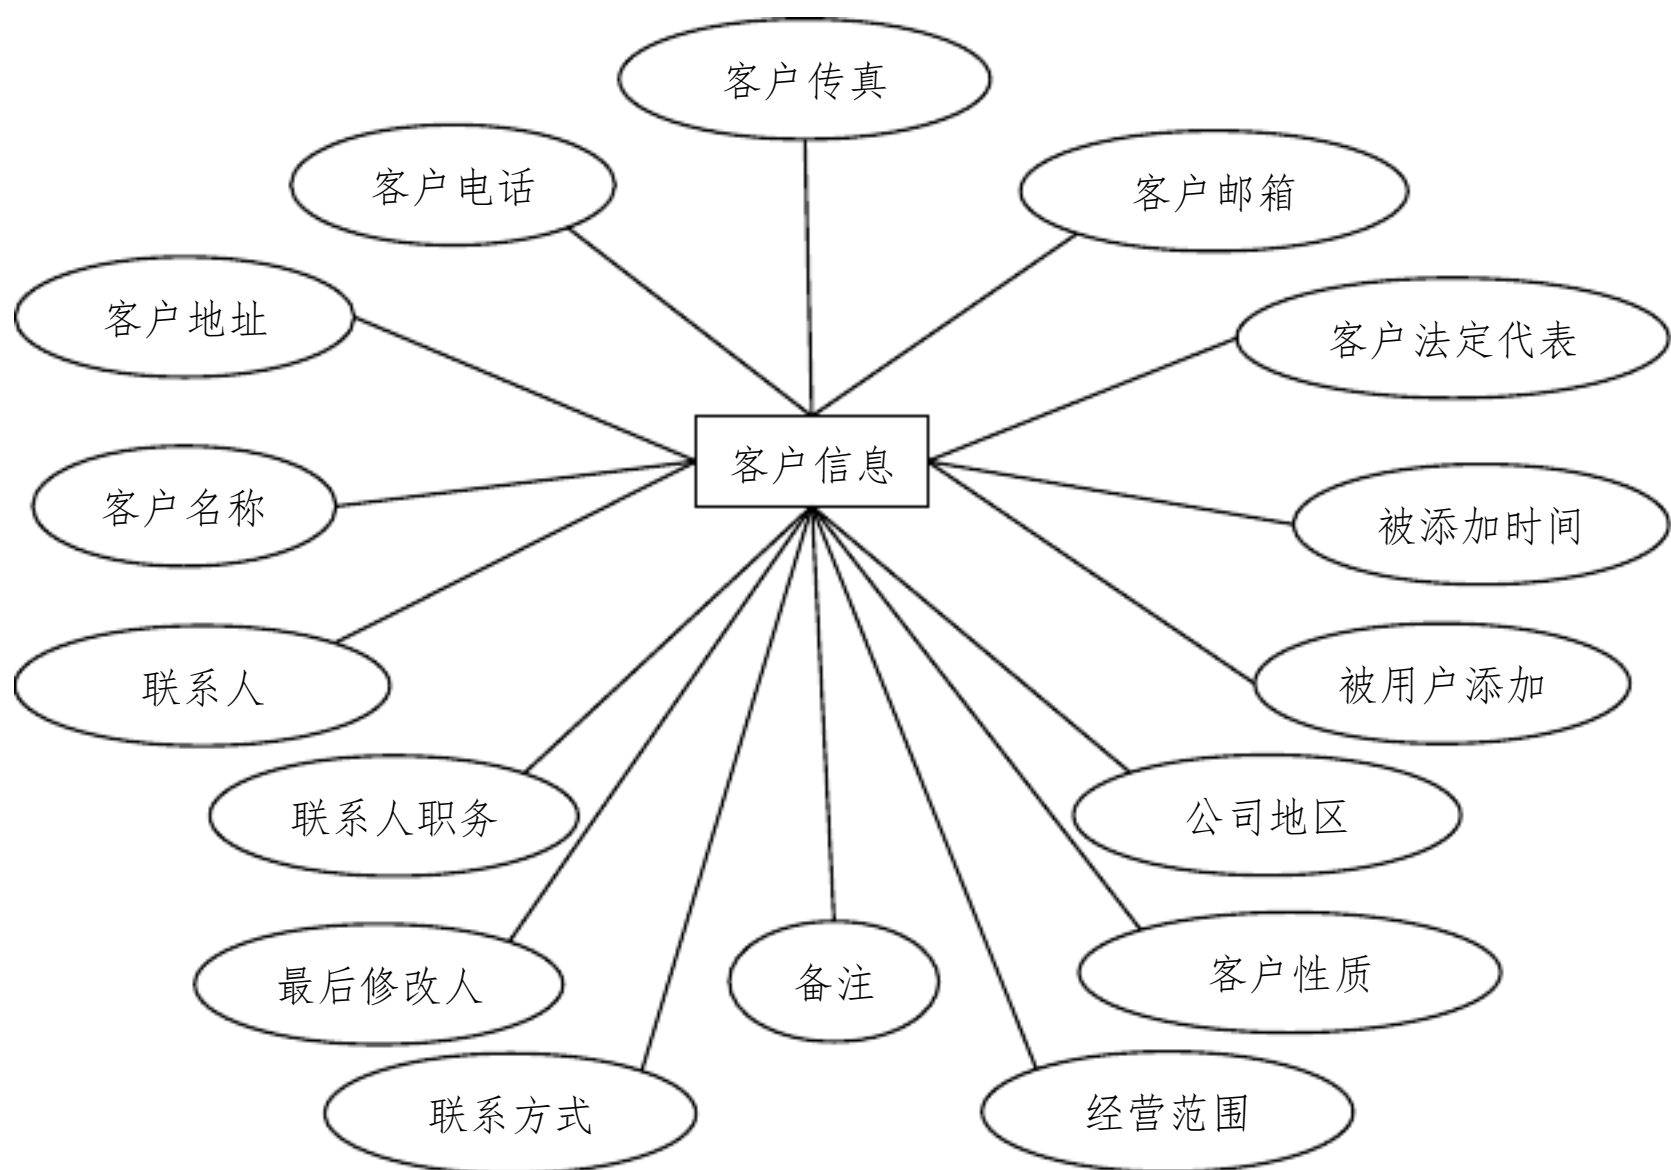 客户传真
客户电话
客户邮箱
客户地址
客户法定代表
客户信息
客户名称
被添加时间
联系人
被用户添加
联系人职务
公司地区
最后修改人
备注
客户性质
联系方式
经营范围